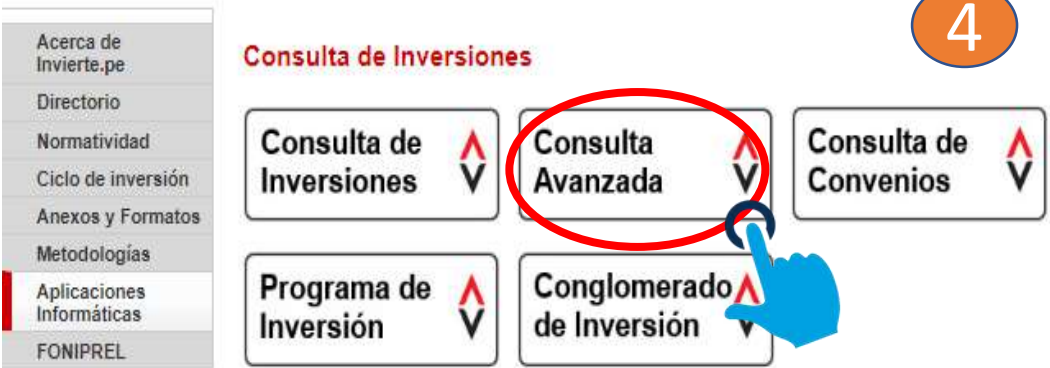 4
Acerca de
Invierte.pe
Directorio
Normatividad
Ciclo de inversión
Anexos y Formatos
Metodologías
Aplicaciones
Informáticas
FONIPREL
Consulta de Inversiones
Consulta de
Inversiones
Consulta
Avanzada
Consulta de
Convenios
Programa de
Inversión
Conglomerado
de Inversión